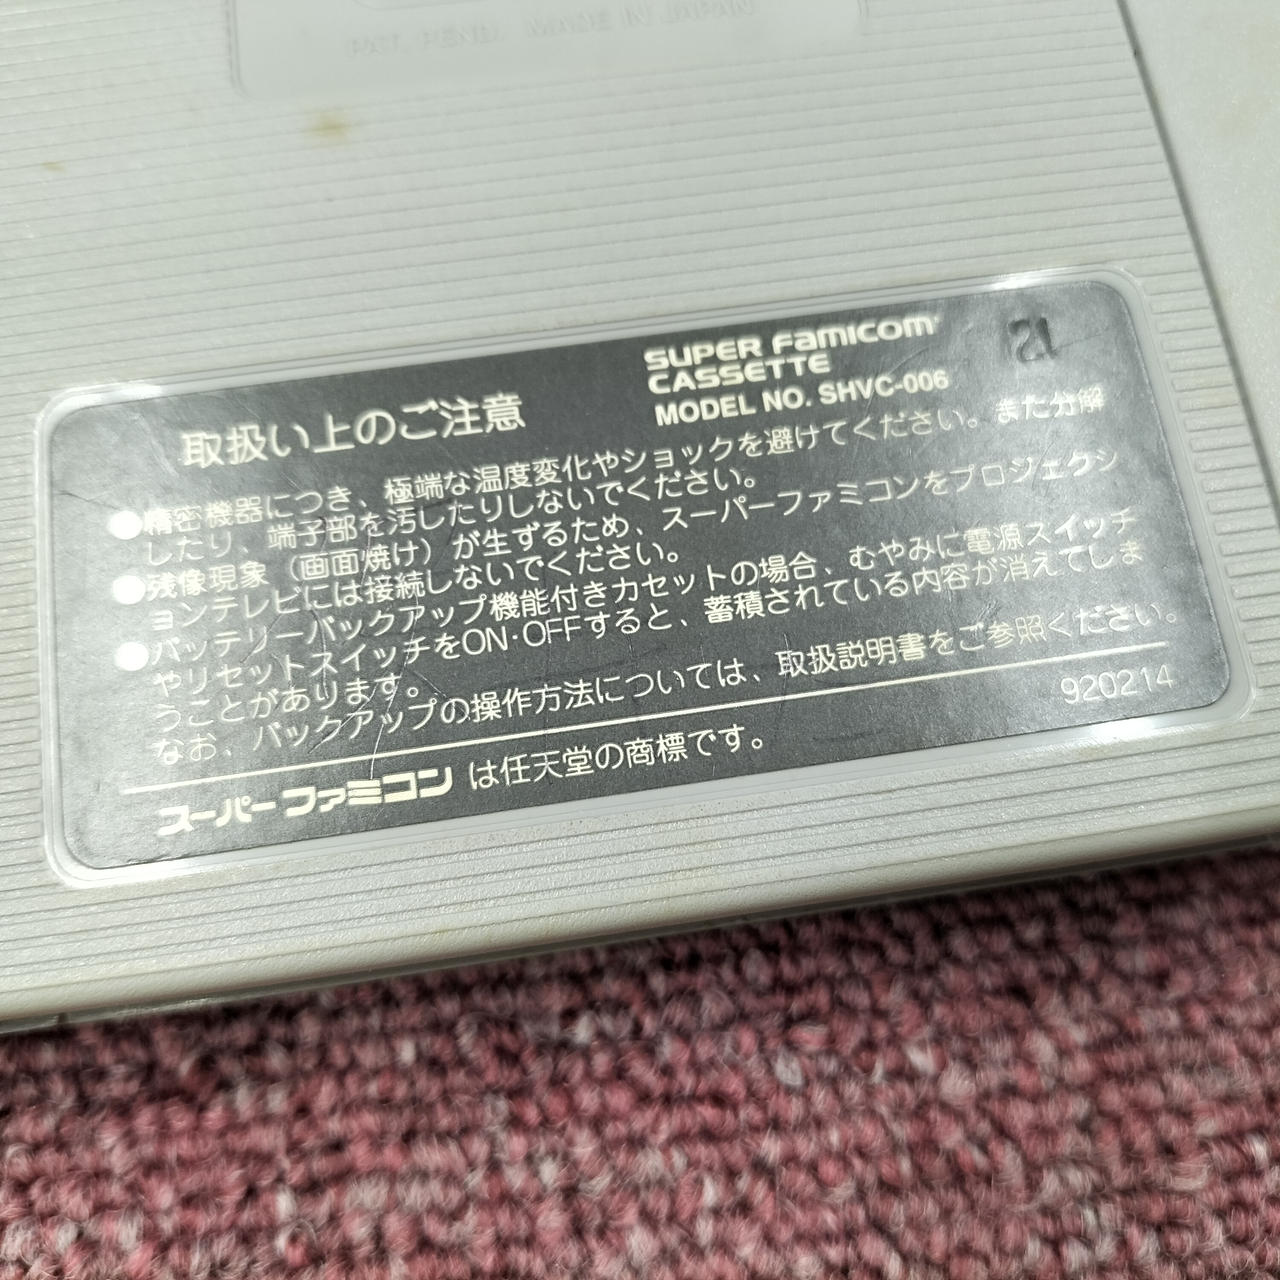 PAT. PEND. MADE IN JAPAN
取扱い上のご注意
SUPER FAMICOM
CASSETTE
MODEL NO. SHVC-006
21
●精密機器につき、極端な温度変化やショックを避けてください。また分解
したり、端子部を汚したりしないでください。
●残像現象（画面焼け）が生ずるため、スーパーファミコンをプロジェクシ
ョンテレビには接続しないでください。
●バッテリーバックアップ機能付きカセットの場合、むやみに電源スイッチ
やリセットスイッチをON·OFFすると、蓄積されている内容が消えてしま
うことがあります。
なお、バックアップの操作方法については、取扱説明書をご参照ください。
920214
スーパーファミコン は任天堂の商標です。